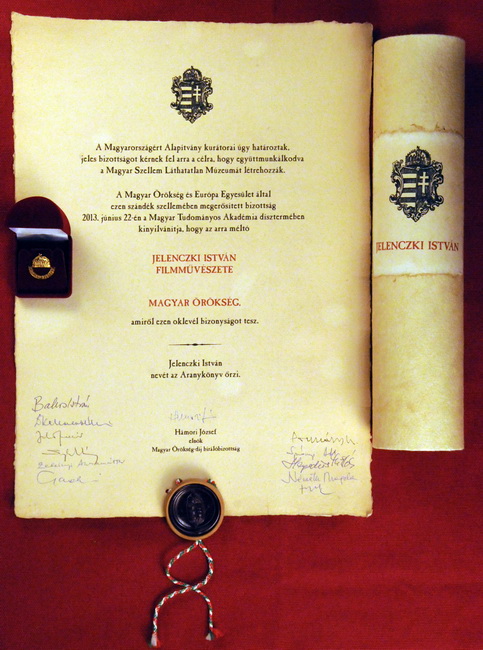 A Magyarországért Alapítvány kurátorai úgy határoztak,
jeles bizottságot kérnek fel arra a célra, hogy együttmunkálkodva
a Magyar Szellem Láthatatlan Múzeumát létrehozzák.
A Magyar Örökség és Európa Egyesület által
ezen szándék szellemében megerősített bizottság
2013. június 22-én a Magyar Tudományos Akadémia dísztermében
kinyilvánítja, hogy az arra méltó
JELENCZKI ISTVÁN
FILMMŰVÉSZETE
MAGYAR ÖRÖKSÉG,
amiről ezen oklevél bizonyságot tesz.
Jelenczki István
nevét az Aranykönyv őrzi.
Hámori József
elnök
Magyar Örökség-díj bírálóbizottság
JELENCZKI ISTVÁN